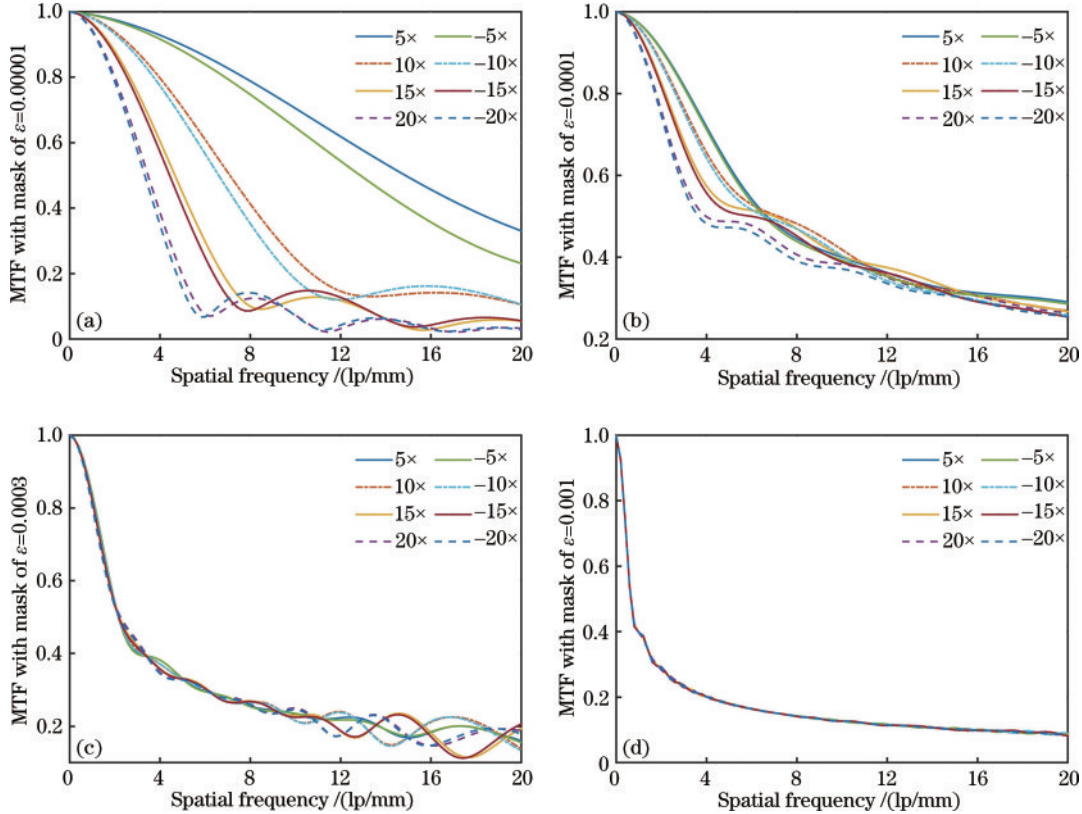 MTF with mask of ε=0.00001
1.0
0.8
0.6
0.4
0.2
0
0 4 8 12 16 20
Spatial frequency /(lp/mm)
(a)
5× −5×
10× −10×
15× −15×
20× −20×
MTF with mask of ε=0.0001
1.0
0.8
0.6
0.4
0.2
0 4 8 12 16 20
Spatial frequency /(lp/mm)
(b)
5× −5×
10× −10×
15× −15×
20× −20×
MTF with mask of ε=0.0003
1.0
0.8
0.6
0.4
0.2
0 4 8 12 16 20
Spatial frequency /(lp/mm)
(c)
5× −5×
10× −10×
15× −15×
20× −20×
MTF with mask of ε=0.001
1.0
0.8
0.6
0.4
0.2
0
0 4 8 12 16 20
Spatial frequency /(lp/mm)
(d)
5× −5×
10× −10×
15× −15×
20× −20×